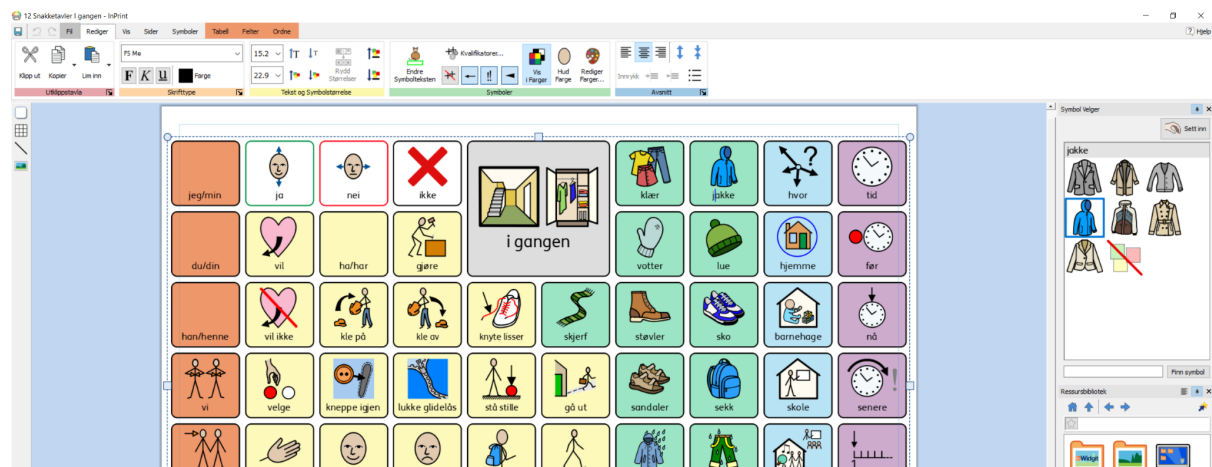 12 Snakketavler I gangen - InPrint
Fil Rediger Vis Sider Symboler Tabell Felter Ordne
Hjelp
Klipp ut Kopier Lim inn
Utklippstavle
FS Me
F K U Farge
Skrifttype
15.2
22.9
Rydd Størrelser
Tekst og Symbolstørrelse
Endre Symbolteksten
Kvalifikatorer...
Vis i Farger
Hud Farge
Rediger Farger...
Symboler
Innrykk
Avsnitt
jeg/min ja nei ikke i gangen klær jakke hvor tid
du/din vil ha/har gjøre votter lue hjemme før
han/henne vil ikke kle på kle av knyte lisser skjerf støvler sko barnehage nå
vi velge kneppe igjen lukke glidelås stå stille gå ut sandaler sekk skole senere
Symbol Velger
Sett inn
jakke
Finn symbol
Ressursbibliotek
Widgit